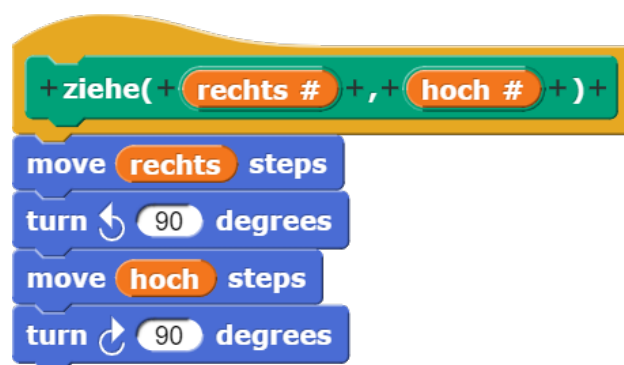 + ziehe( + rechts # + , + hoch # + ) +
move rechts steps
turn 90 degrees
move hoch steps
turn 90 degrees